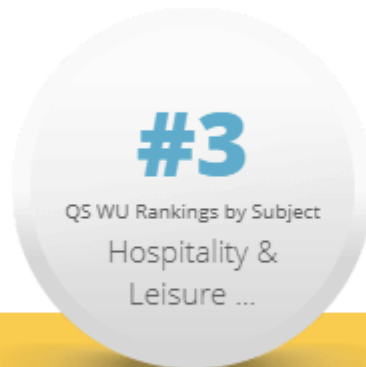 #3
QS WU Rankings by Subject
Hospitality &
Leisure ...